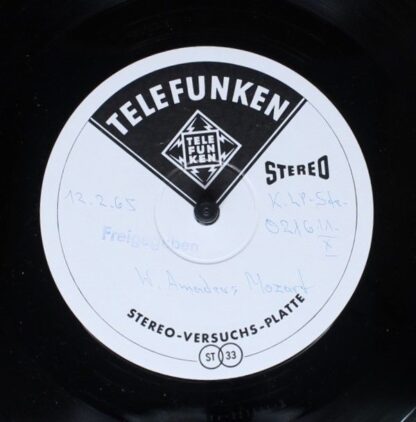 TELEFUNKEN
TELE
FUN
KEN
STEREO
12.2.65
K.LP-Ste.
021611.
X
Freigegeben
W. Amadeus Mozart
STEREO-VERSUCHS-PLATTE
ST 33